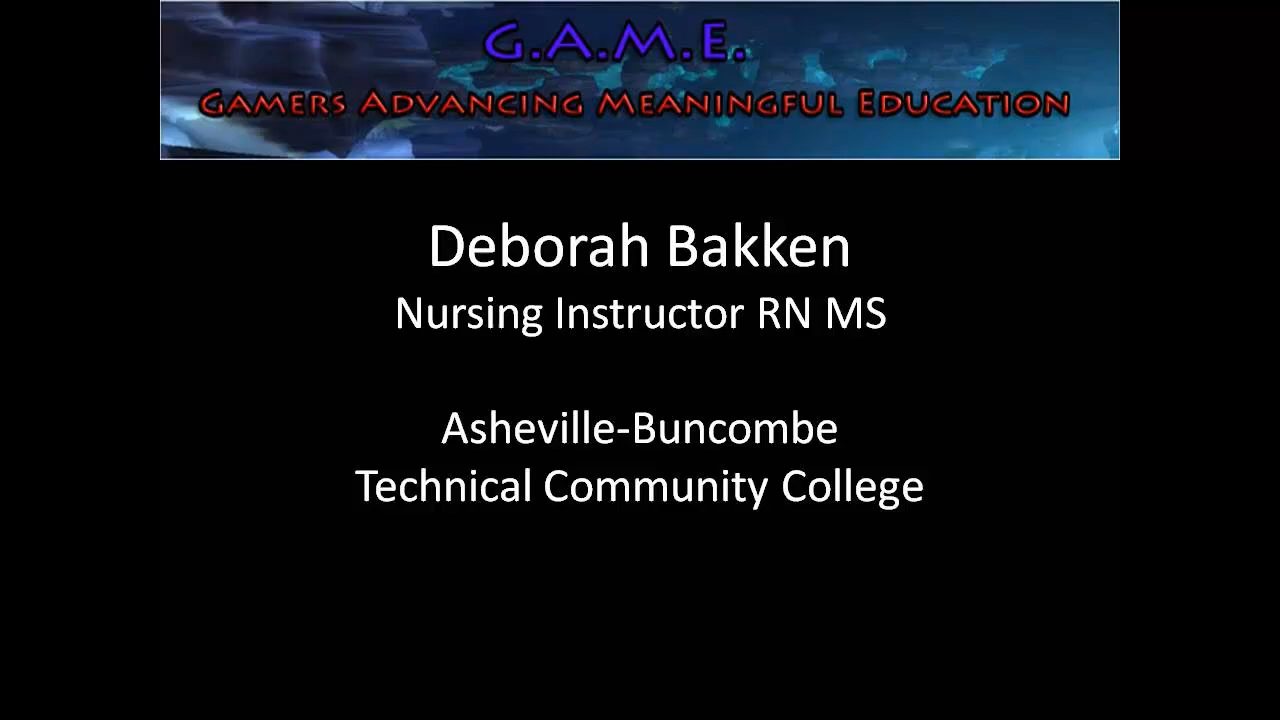 G.A.M.E.
Gamers Advancing Meaningful Education
Deborah Bakken
Nursing Instructor RN MS
Asheville-Buncombe
Technical Community College